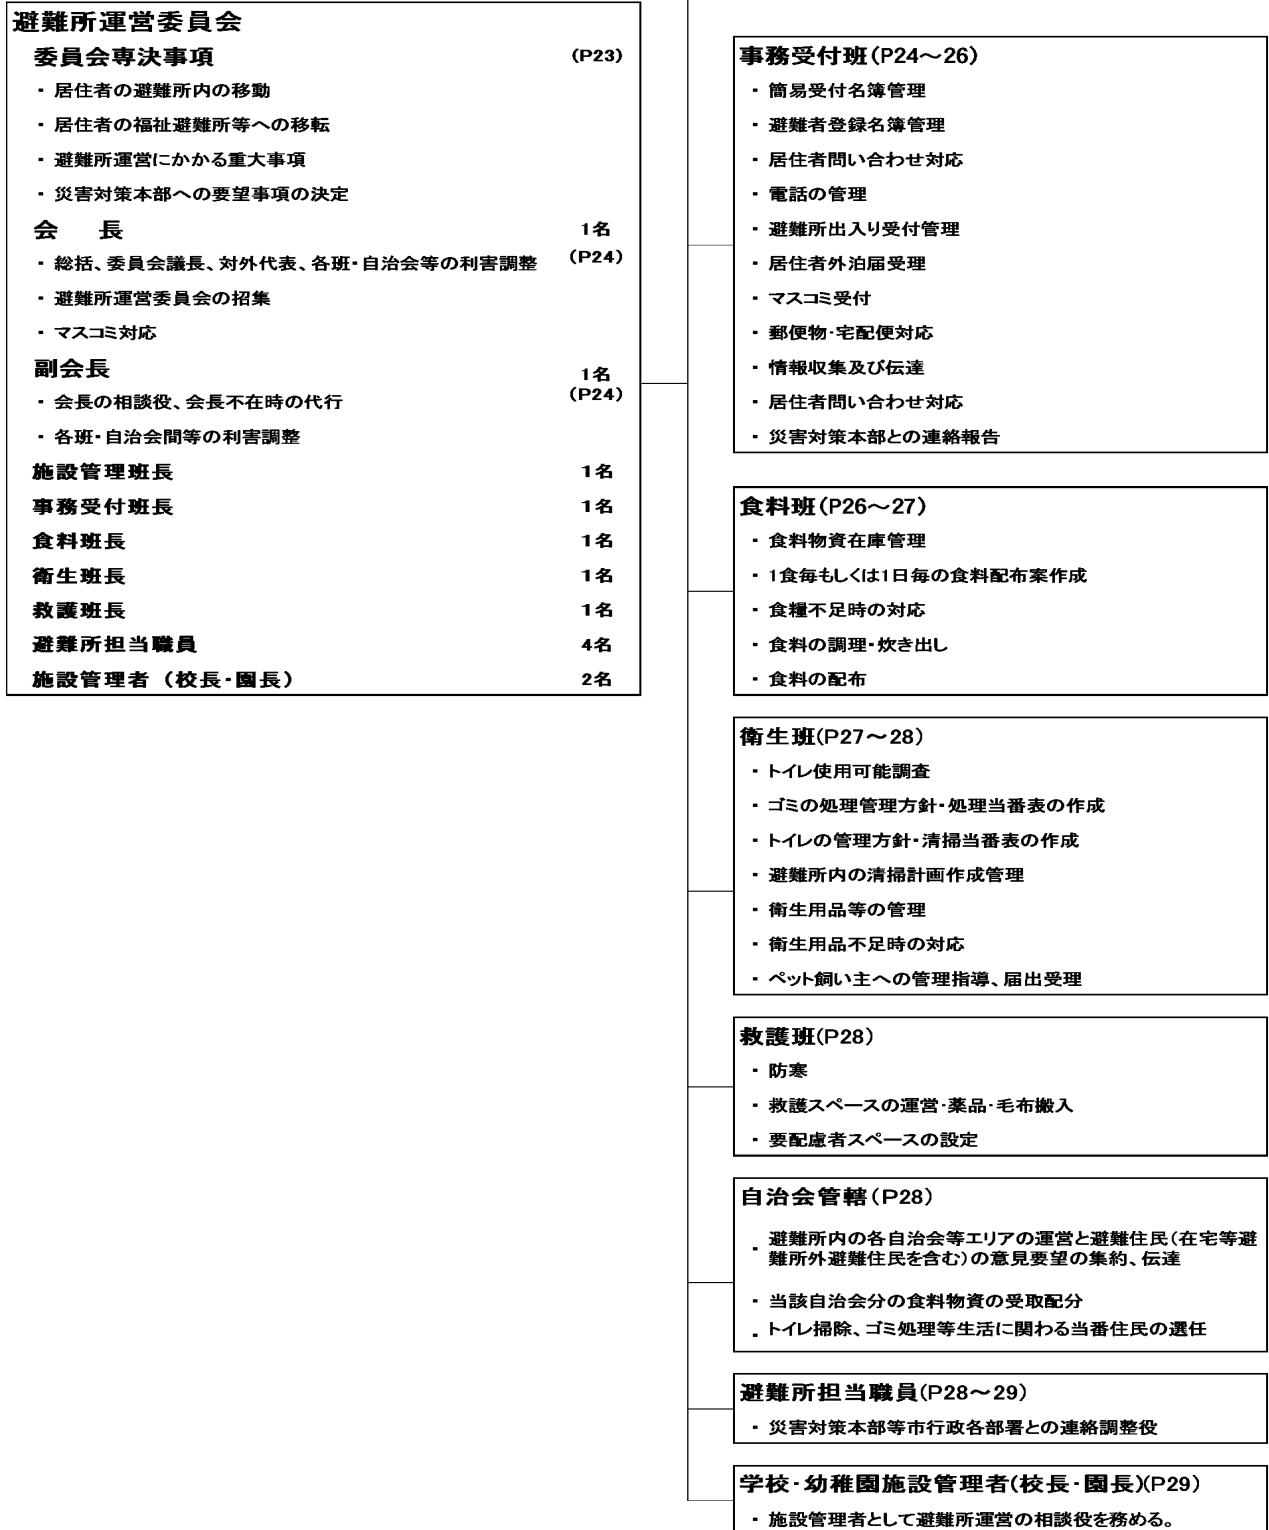 避難所運営委員会
委員会専決事項 (P23)
・ 居住者の避難所内の移動
・ 居住者の福祉避難所等への移転
・ 避難所運営にかかる重大事項
・ 災害対策本部への要望事項の決定
会 長 1名
・ 総括、委員会議長、対外代表、各班・自治会等の利害調整 (P24)
・ 避難所運営委員会の招集
・ マスコミ対応
副会長 1名
(P24)
・ 会長の相談役、会長不在時の代行
・ 各班・自治会間等の利害調整
施設管理班長 1名
事務受付班長 1名
食料班長 1名
衛生班長 1名
救護班長 1名
避難所担当職員 4名
施設管理者（校長・園長） 2名
事務受付班(P24～26)
・ 簡易受付名簿管理
・ 避難者登録名簿管理
・ 居住者問い合わせ対応
・ 電話の管理
・ 避難所出入り受付管理
・ 居住者外泊届受理
・ マスコミ受付
・ 郵便物・宅配便対応
・ 情報収集及び伝達
・ 居住者問い合わせ対応
・ 災害対策本部との連絡報告
食料班(P26～27)
・ 食料物資在庫管理
・ 1食毎もしくは1日毎の食料配布案作成
・ 食糧不足時の対応
・ 食料の調理・炊き出し
・ 食料の配布
衛生班(P27～28)
・ トイレ使用可能調査
・ ゴミの処理管理方針・処理当番表の作成
・ トイレの管理方針・清掃当番表の作成
・ 避難所内の清掃計画作成管理
・ 衛生用品等の管理
・ 衛生用品不足時の対応
・ ペット飼い主への管理指導、届出受理
救護班(P28)
・ 防寒
・ 救護スペースの運営・薬品・毛布搬入
・ 要配慮者スペースの設定
自治会管轄(P28)
・ 避難所内の各自治会等エリアの運営と避難住民（在宅等避
難所外避難住民を含む）の意見要望の集約、伝達
・ 当該自治会分の食料物資の受取配分
・ トイレ掃除、ゴミ処理等生活に関わる当番住民の選任
避難所担当職員(P28～29)
・ 災害対策本部等市行政各部署との連絡調整役
学校・幼稚園施設管理者(校長・園長)(P29)
・ 施設管理者として避難所運営の相談役を務める。